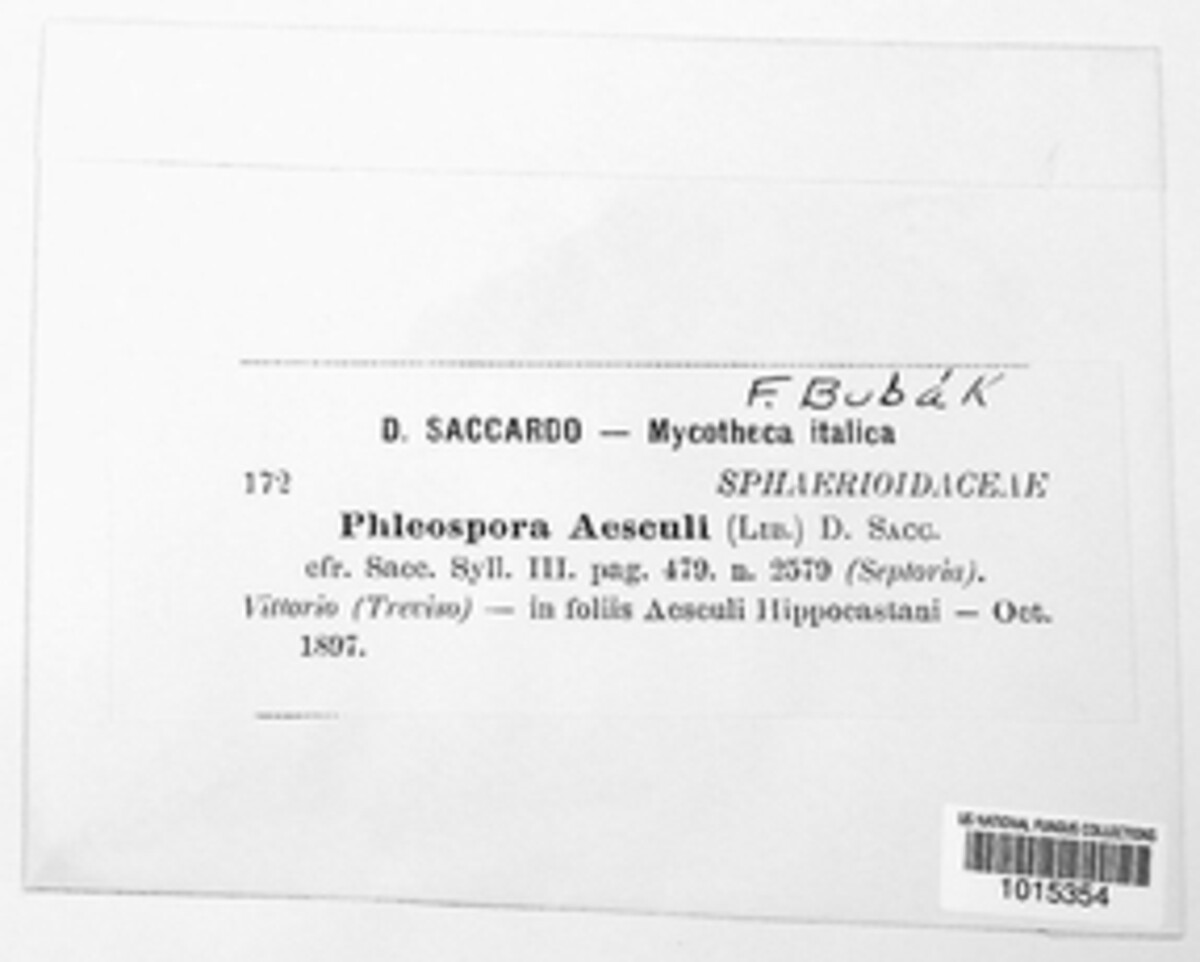 F. Bubák
D. SACCARDO — Mycotheca italica
172 SPHAERIOIDACEAE
Phleospora Aesculi (LIB.) D. SACC.
cfr. Sacc. Syll. III. pag. 479. n. 2579 (Septoria).
Vittorio (Treviso) — in foliis Aesculi Hippocastani — Oct.
1897.
US NATIONAL FUNGUS COLLECTIONS
1015354